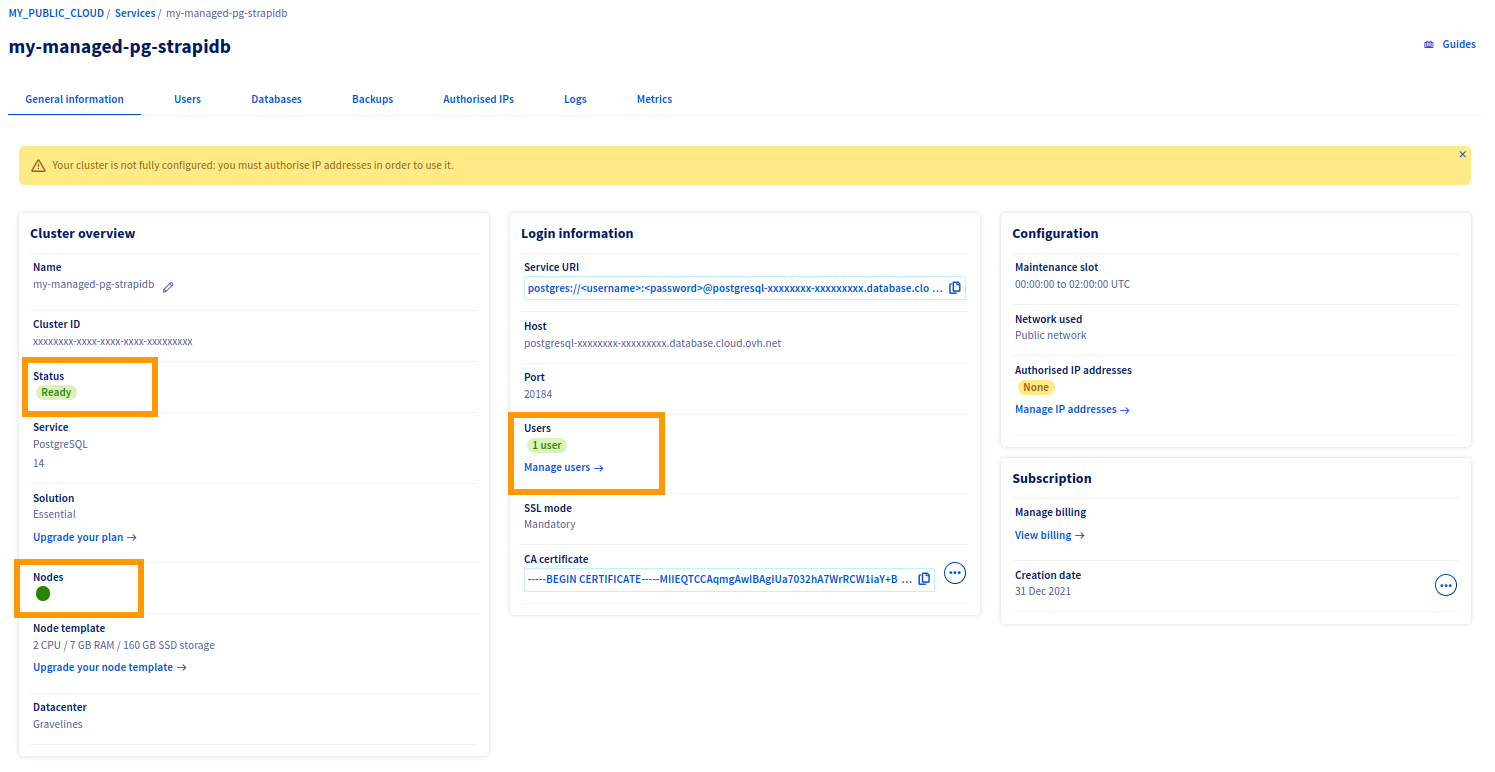 MY_PUBLIC_CLOUD / Services / my-managed-pg-strapidb
my-managed-pg-strapidb
Guides
General information Users Databases Backups Authorised IPs Logs Metrics
Your cluster is not fully configured: you must authorise IP addresses in order to use it.
Cluster overview
Name
my-managed-pg-strapidb
Cluster ID
xxxxxxxx-xxxx-xxxx-xxxx-xxxxxxxxx
Status
Ready
Service
PostgreSQL
14
Solution
Essential
Upgrade your plan →
Nodes
Node template
2 CPU / 7 GB RAM / 160 GB SSD storage
Upgrade your node template →
Datacenter
Gravelines
Login information
Service URI
postgres://<username>:<password>@postgresql-xxxxxxxx-xxxxxxxxx.database.clo ...
Host
postgresql-xxxxxxxx-xxxxxxxxx.database.cloud.ovh.net
Port
20184
Users
1 user
Manage users →
SSL mode
Mandatory
CA certificate
-----BEGIN CERTIFICATE-----MIIEQTCCAqmgAwIBAgIUa7032hA7WrRCW1iaY+B ...
Configuration
Maintenance slot
00:00:00 to 02:00:00 UTC
Network used
Public network
Authorised IP addresses
None
Manage IP addresses →
Subscription
Manage billing
View billing →
Creation date
31 Dec 2021